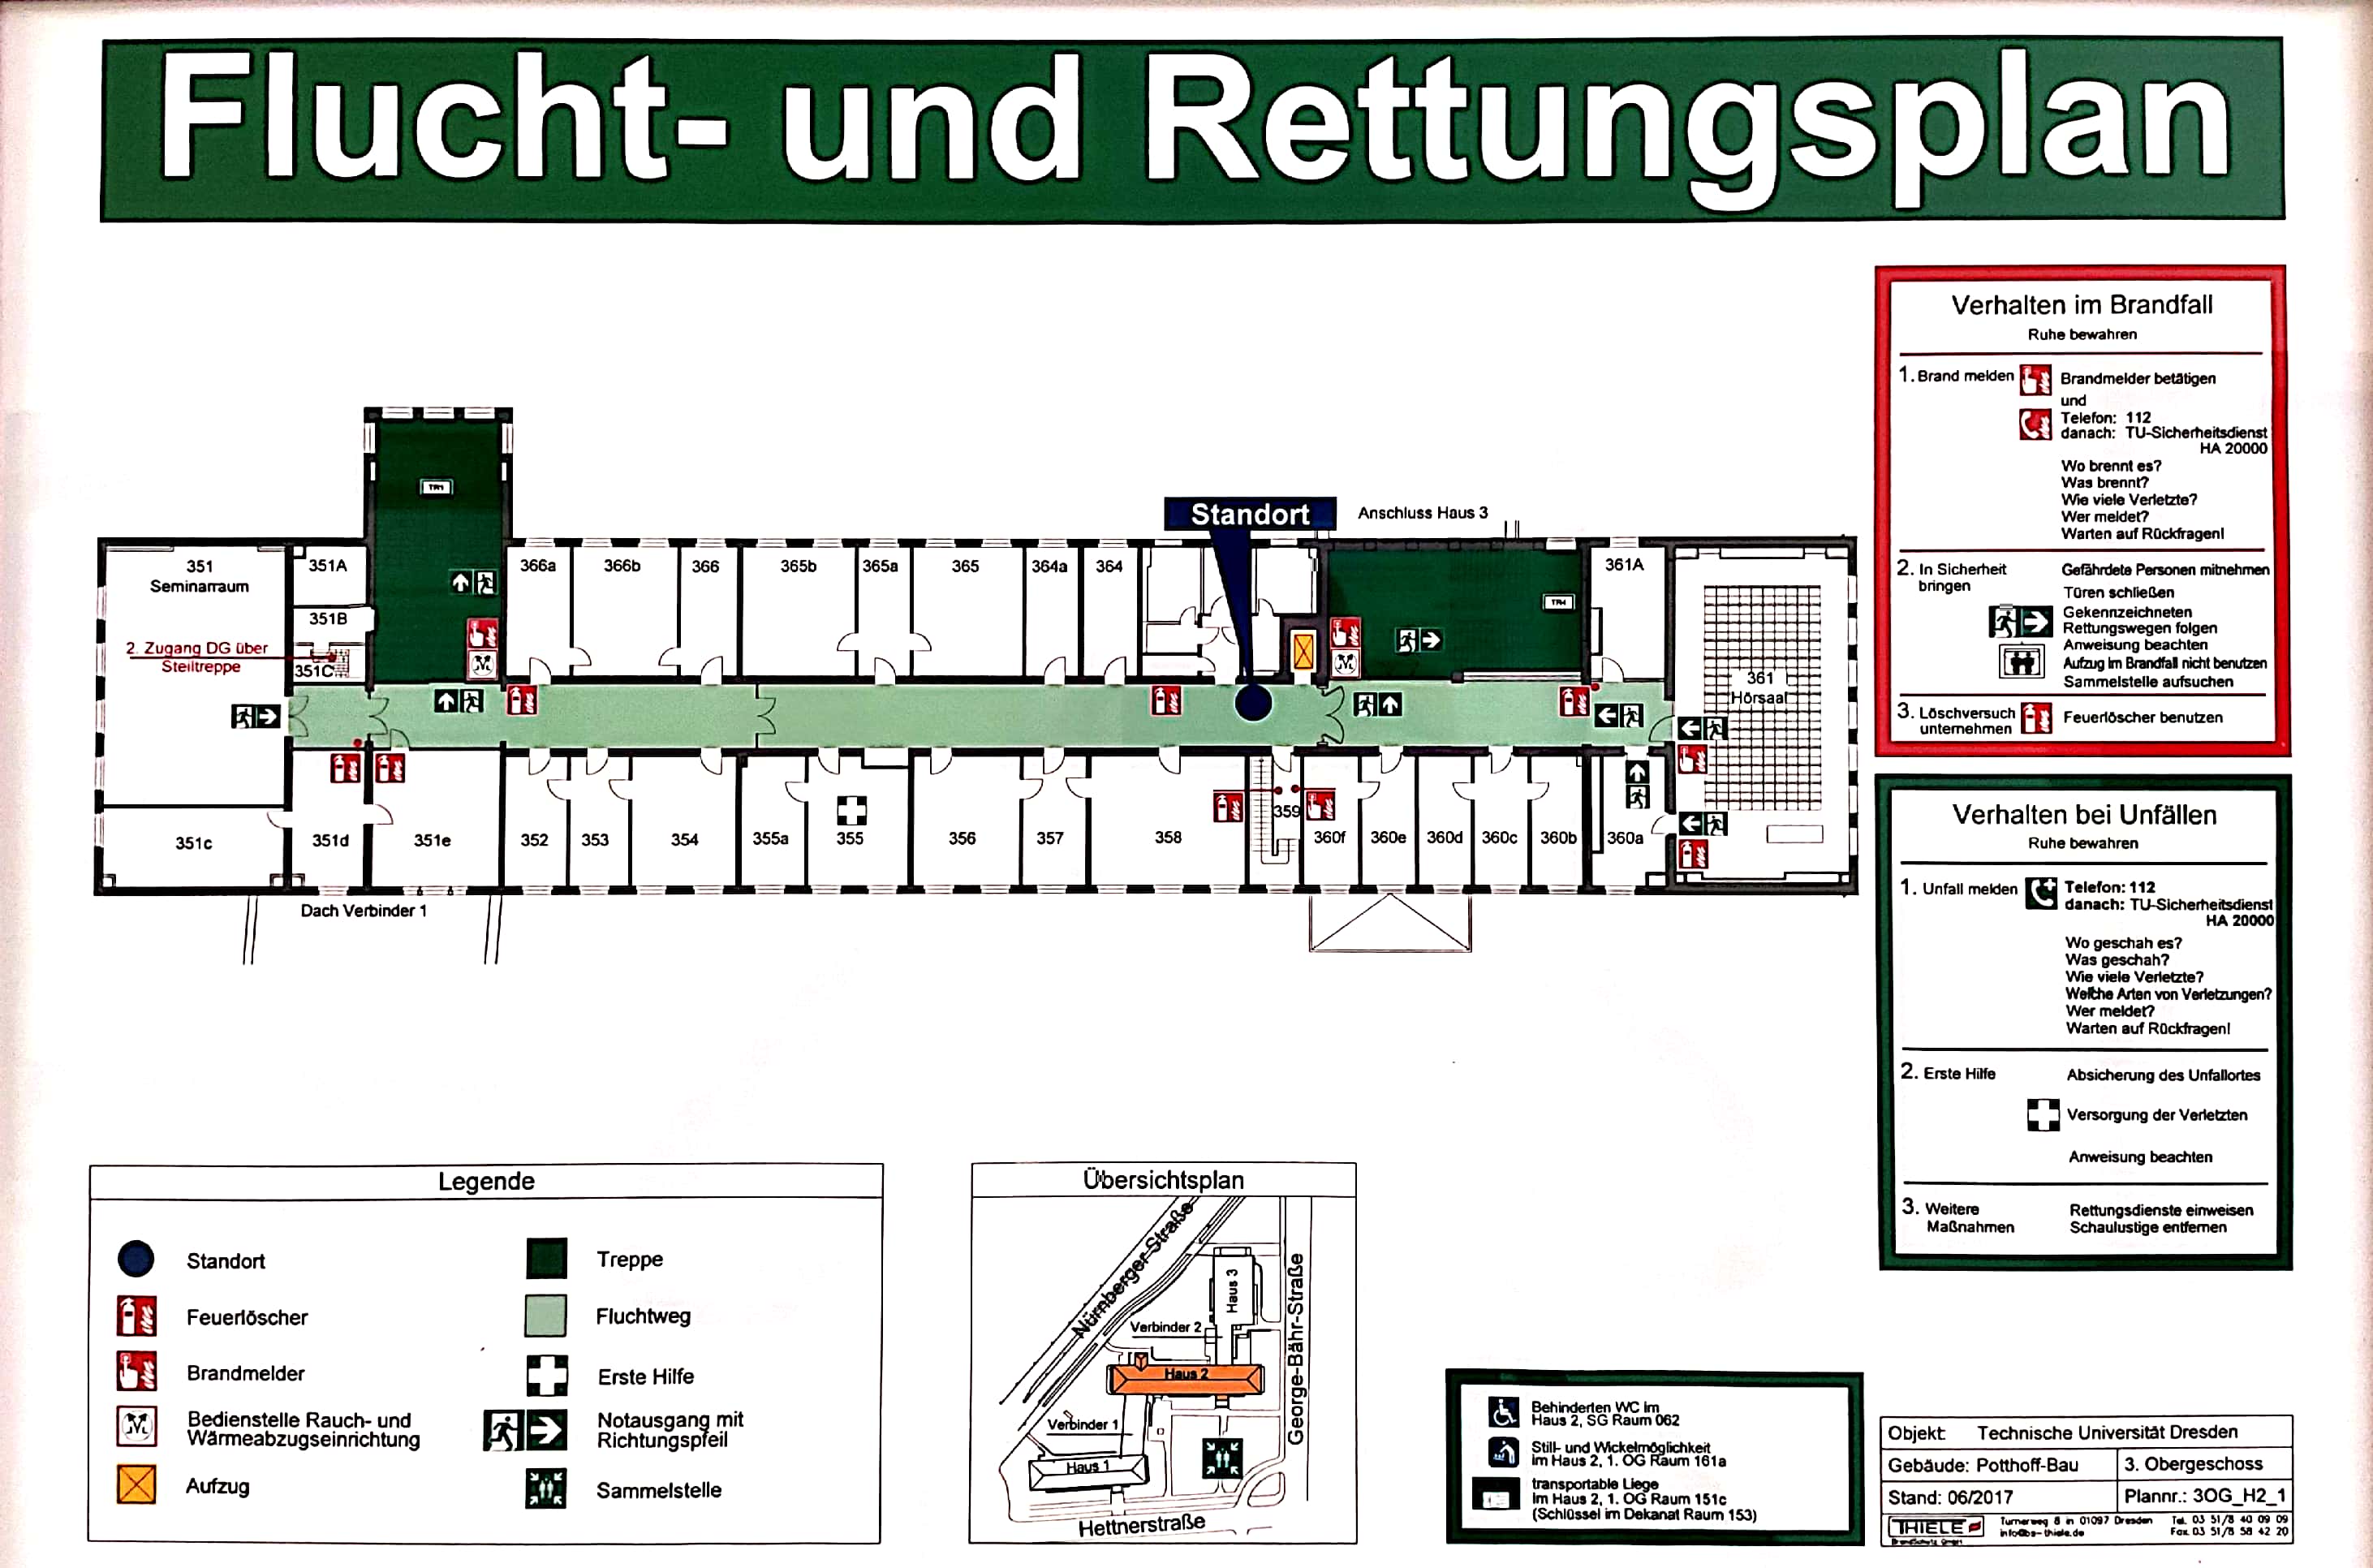 Flucht- und Rettungsplan
Standort
Anschluss Haus 3
TR1
TR4
351
Seminarraum
351A
351B
351C
2. Zugang DG über
Steiltreppe
366a
366b
366
365b
365a
365
364a
364
361A
361
Hörsaal
351c
351d
351e
352
353
354
355a
355
356
357
358
359
360f
360e
360d
360c
360b
360a
Dach Verbinder 1
Verhalten im Brandfall
Ruhe bewahren
1. Brand melden
Brandmelder betätigen
und
Telefon: 112
danach: TU-Sicherheitsdienst
HA 20000
Wo brennt es?
Was brennt?
Wie viele Verletzte?
Wer meldet?
Warten auf Rückfragen!
2. In Sicherheit
bringen
Gefährdete Personen mitnehmen
Türen schließen
Gekennzeichneten
Rettungswegen folgen
Anweisung beachten
Aufzug im Brandfall nicht benutzen
Sammelstelle aufsuchen
3. Löschversuch
unternehmen
Feuerlöscher benutzen
Verhalten bei Unfällen
Ruhe bewahren
1. Unfall melden
Telefon: 112
danach: TU-Sicherheitsdienst
HA 20000
Wo geschah es?
Was geschah?
Wie viele Verletzte?
Welche Arten von Verletzungen?
Wer meldet?
Warten auf Rückfragen!
2. Erste Hilfe
Absicherung des Unfallortes
Versorgung der Verletzten
Anweisung beachten
3. Weitere
Maßnahmen
Rettungsdienste einweisen
Schaulustige entfernen
Legende
Standort
Feuerlöscher
Brandmelder
Bedienstelle Rauch- und
Wärmeabzugseinrichtung
Aufzug
Treppe
Fluchtweg
Erste Hilfe
Notausgang mit
Richtungspfeil
Sammelstelle
Übersichtsplan
Nürnberger Straße
George-Bähr-Straße
Haus 3
Verbinder 2
Haus 2
Verbinder 1
Haus 1
Hettnerstraße
Behinderten WC im
Haus 2, SG Raum 062
Still- und Wickelmöglichkeit
im Haus 2, 1. OG Raum 161a
transportable Liege
im Haus 2, 1. OG Raum 151c
(Schlüssel im Dekanat Raum 153)
Objekt: Technische Universität Dresden
Gebäude: Potthoff-Bau
3. Obergeschoss
Stand: 06/2017
Plannr.: 3OG_H2_1
THIELE
Brandschutz GmbH
Turnerweg 8 in 01097 Dresden
info@bs-thiele.de
Tel. 03 51/8 40 09 09
Fax. 03 51/8 58 42 20